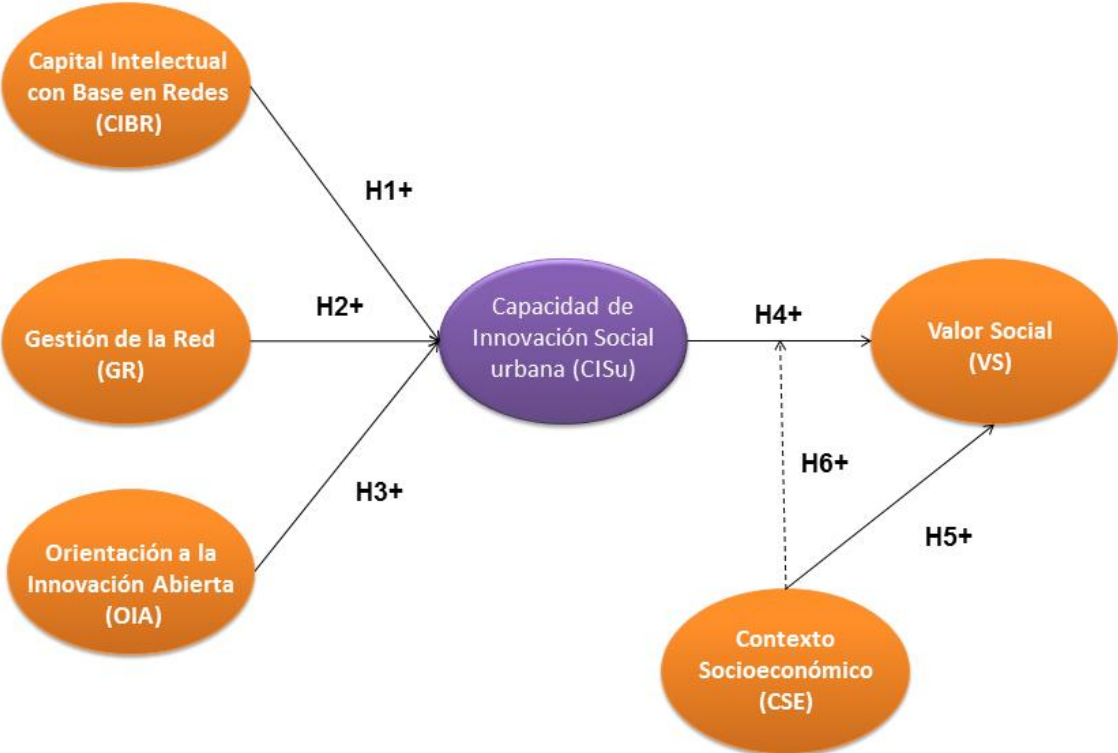 Capital Intelectual
con Base en Redes
(CIBR)
H1+
Gestión de la Red
(GR)
H2+
Capacidad de
Innovación Social
urbana (CISu)
H4+
Valor Social
(VS)
H3+
H6+
H5+
Orientación a la
Innovación Abierta
(OIA)
Contexto
Socioeconómico
(CSE)